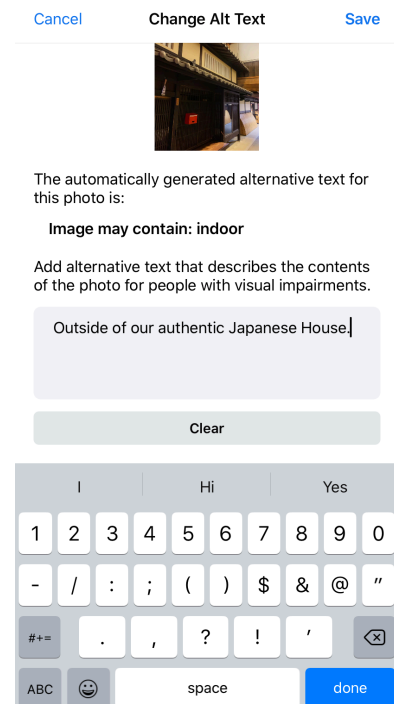 Cancel Change Alt Text Save
The automatically generated alternative text for
this photo is:
Image may contain: indoor
Add alternative text that describes the contents
of the photo for people with visual impairments.
Outside of our authentic Japanese House.
Clear
I Hi Yes
1 2 3 4 5 6 7 8 9 0
- / : ; ( ) $ & @ "
#+= . , ? ! '
ABC space done